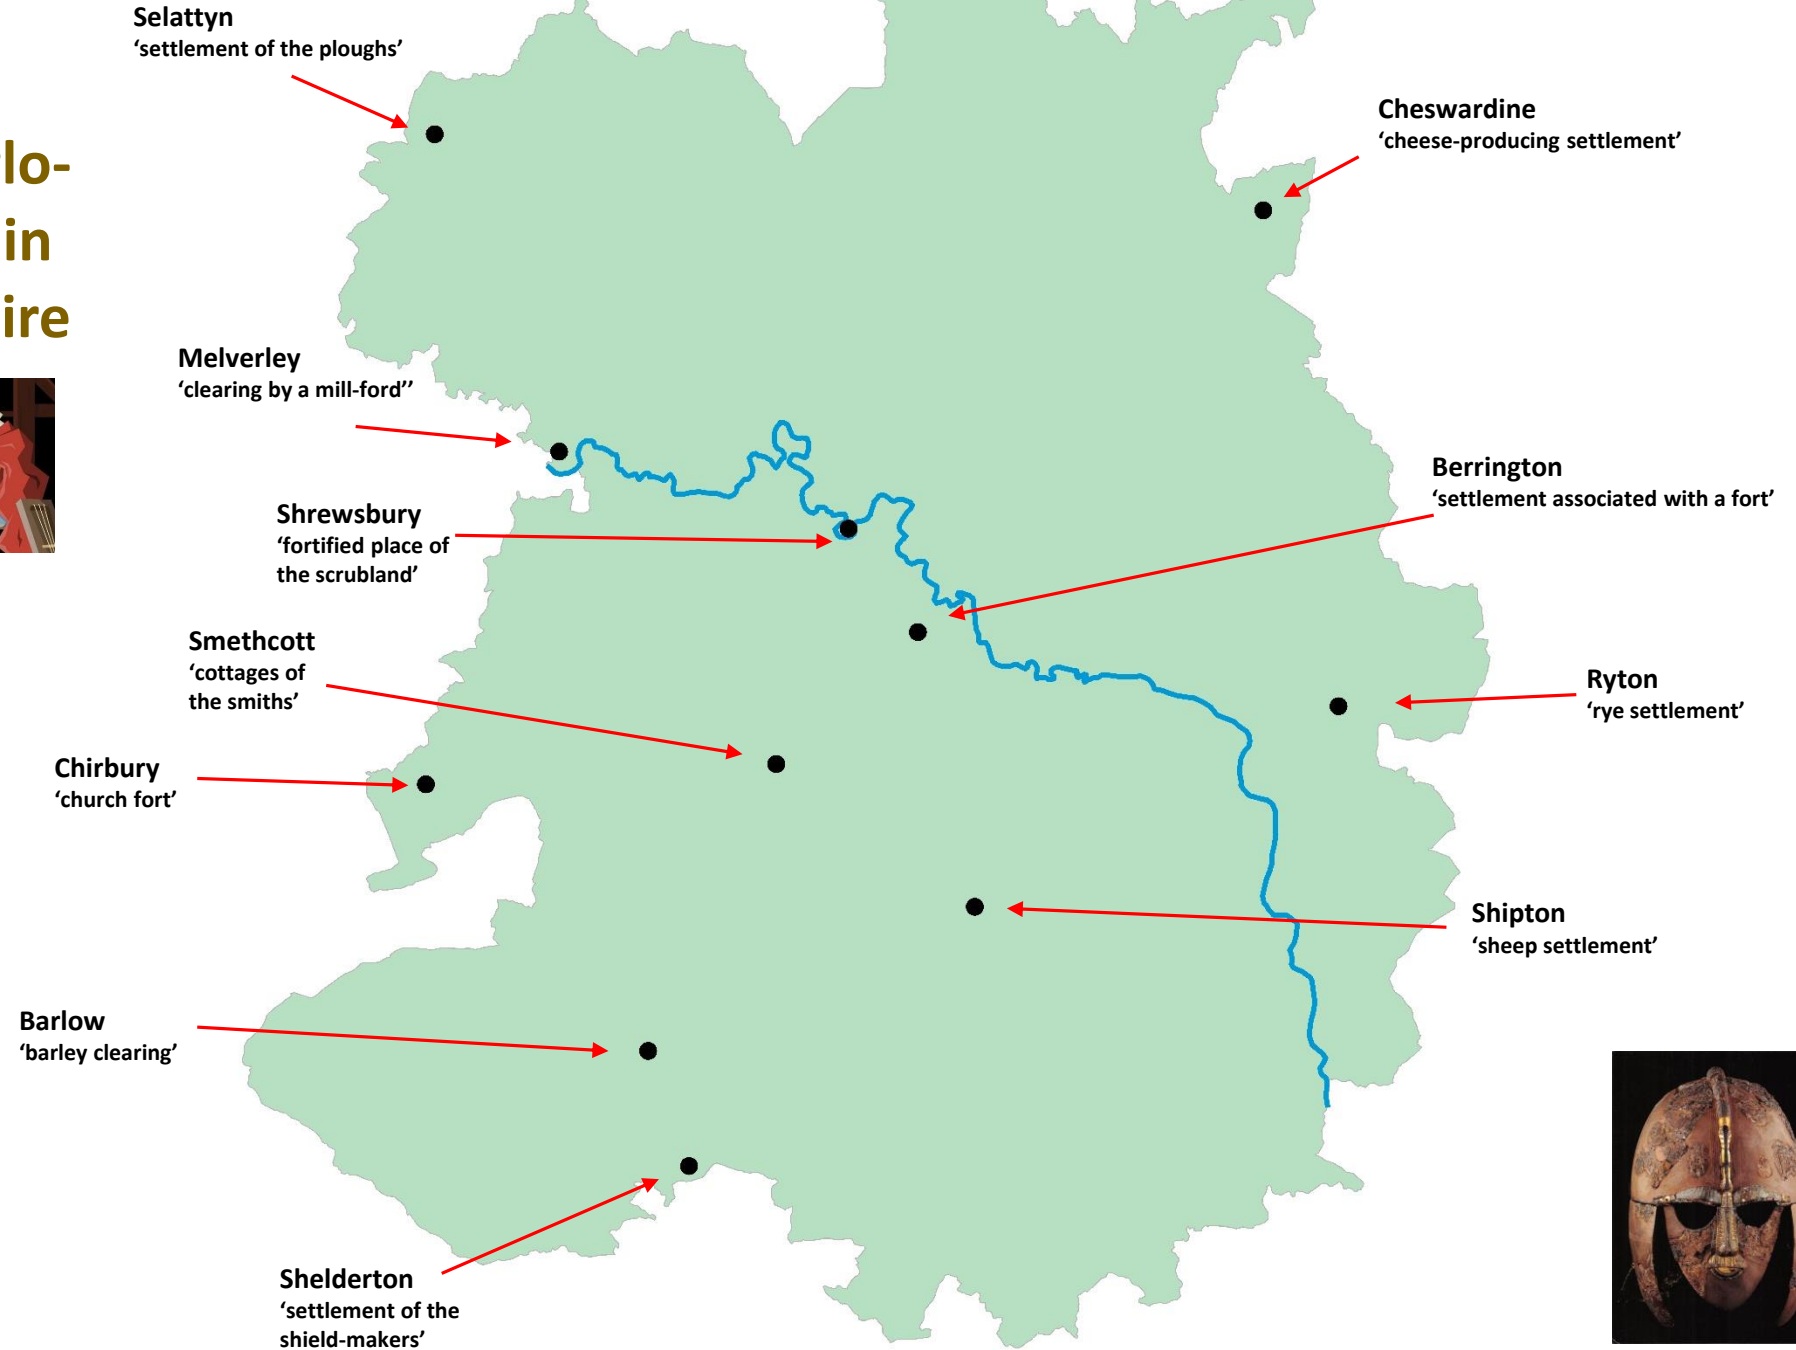 Selattyn
‘settlement of the ploughs’
Cheswardine
‘cheese-producing settlement’
lo-
in
ire
Melverley
‘clearing by a mill-ford’’
Berrington
‘settlement associated with a fort’
Shrewsbury
‘fortified place of
the scrubland’
Smethcott
‘cottages of
the smiths’
Ryton
‘rye settlement’
Chirbury
‘church fort’
Shipton
‘sheep settlement’
Barlow
‘barley clearing’
Shelderton
‘settlement of the
shield-makers’